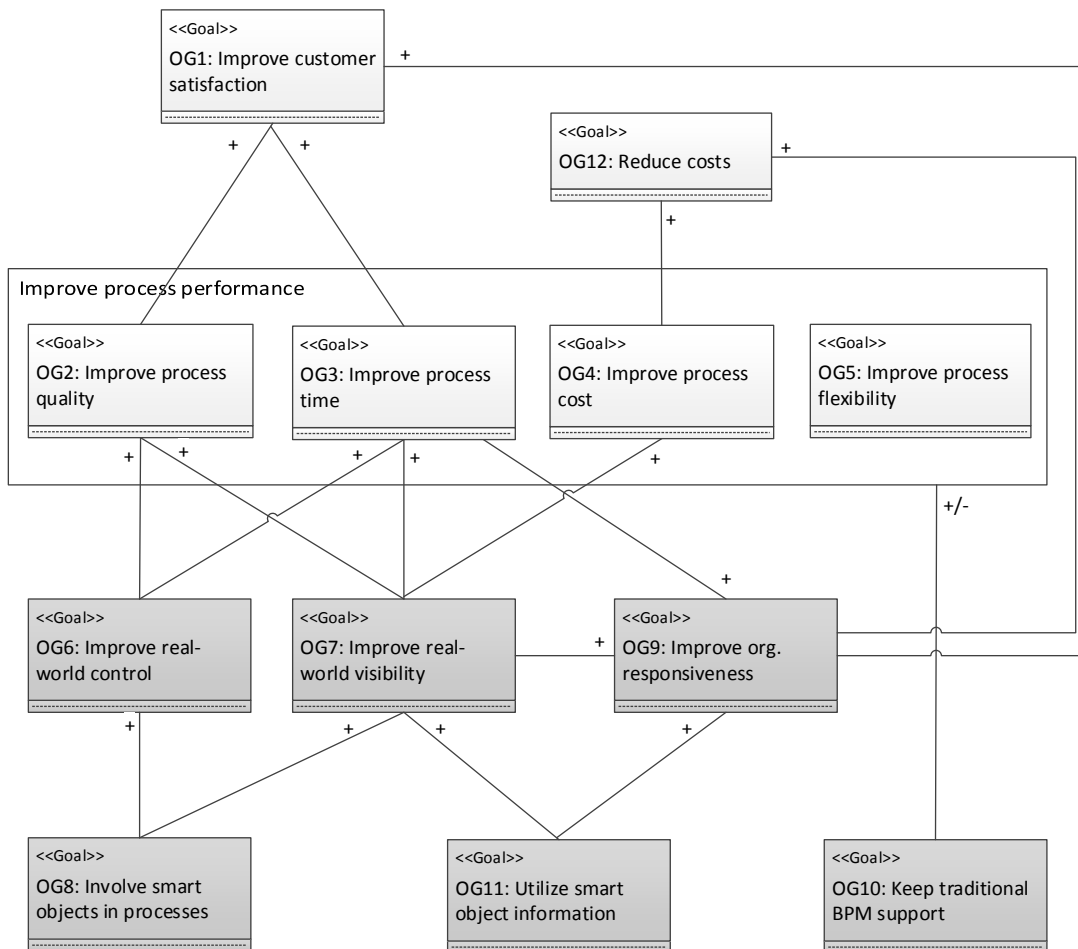 <<Goal>>
OG1: Improve customer
satisfaction
+
+
+
<<Goal>>
OG12: Reduce costs
+
+
Improve process performance
<<Goal>>
OG2: Improve process
quality
<<Goal>>
OG3: Improve process
time
<<Goal>>
OG4: Improve process
cost
<<Goal>>
OG5: Improve process
flexibility
+
+
+
+
+
+/-
+
<<Goal>>
OG6: Improve real-
world control
<<Goal>>
OG7: Improve real-
world visibility
+
<<Goal>>
OG9: Improve org.
responsiveness
+
+
+
+
<<Goal>>
OG8: Involve smart
objects in processes
<<Goal>>
OG11: Utilize smart
object information
<<Goal>>
OG10: Keep traditional
BPM support